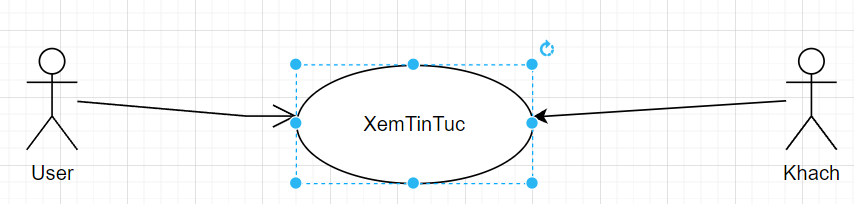 XemTinTuc
User
Khach